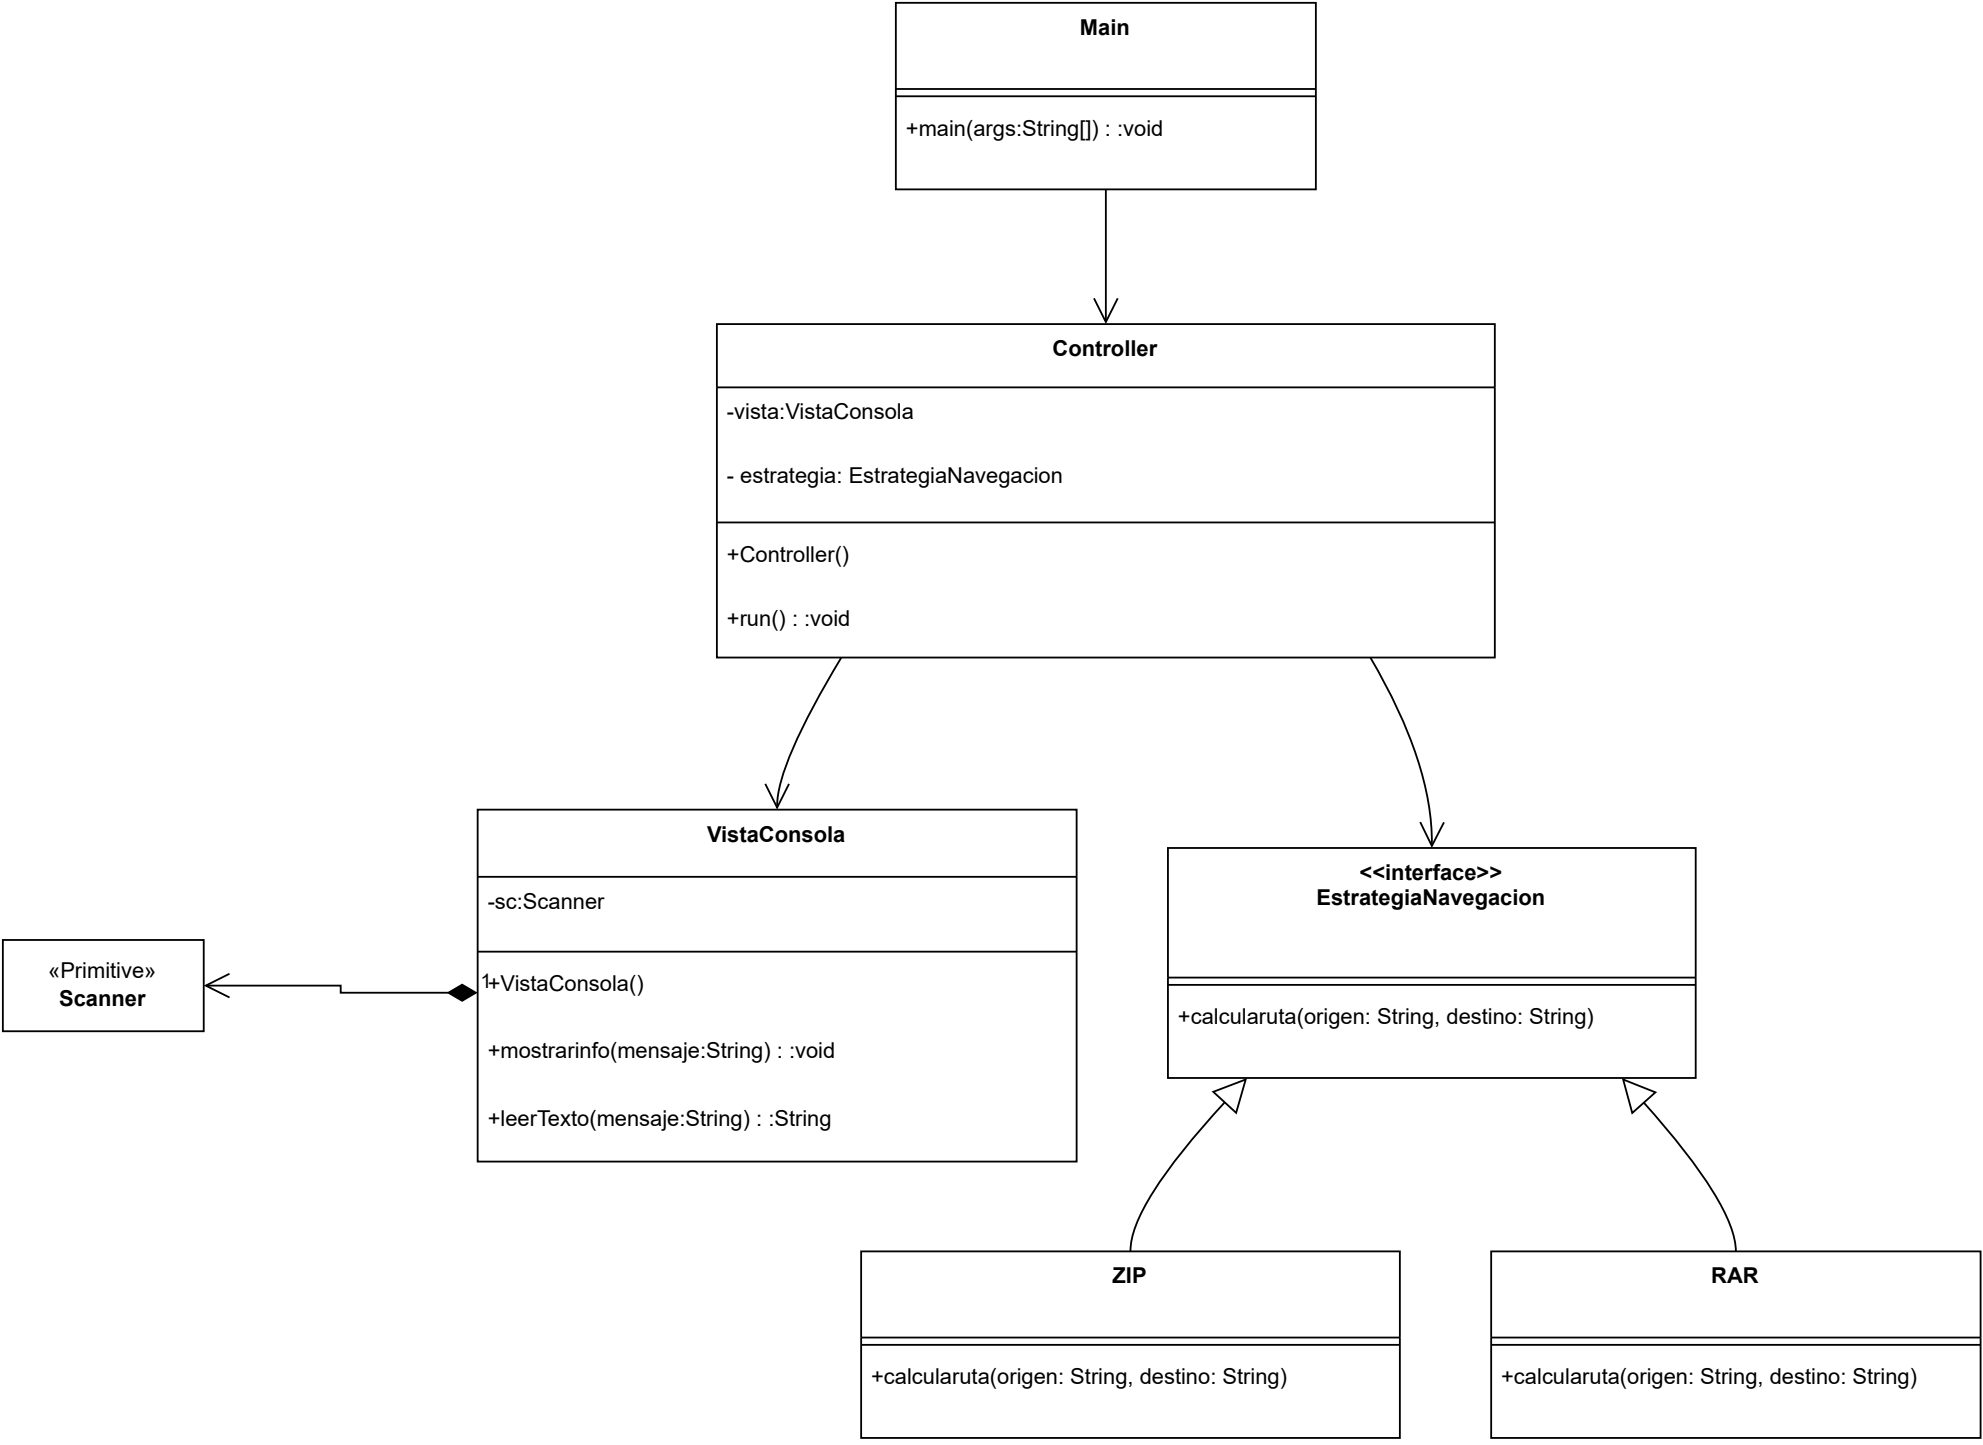 Main
+main(args:String[]) : :void
Controller
-vista:VistaConsola
- estrategia: EstrategiaNavegacion
+Controller()
+run() : :void
VistaConsola
-sc:Scanner
1
+VistaConsola()
+mostrarinfo(mensaje:String) : :void
+leerTexto(mensaje:String) : :String
«Primitive»
Scanner
<<interface>>
EstrategiaNavegacion
+calcularuta(origen: String, destino: String)
ZIP
+calcularuta(origen: String, destino: String)
RAR
+calcularuta(origen: String, destino: String)